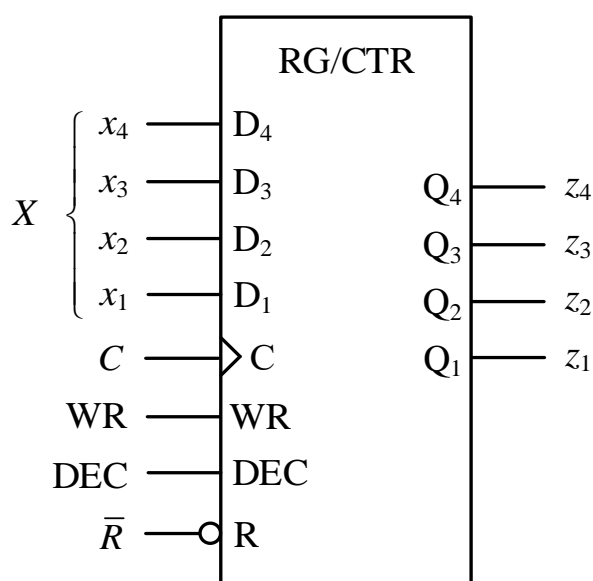 RG/CTR
X
x₄ D₄
x₃ D₃
Q₄ z₄
x₂ D₂
Q₃ z₃
x₁ D₁
Q₂ z₂
C C
Q₁ z₁
WR WR
DEC DEC
R̅ R